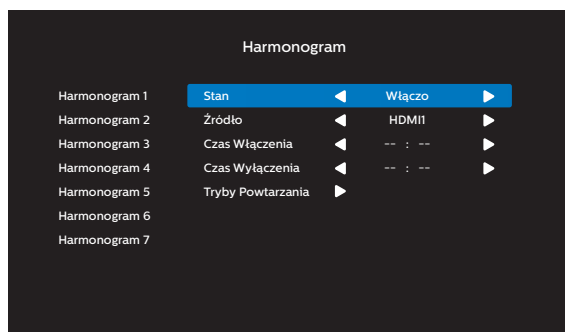 Harmonogram
Harmonogram 1 Stan Włączo
Harmonogram 2 Źródło HDMI1
Harmonogram 3 Czas Włączenia -- : --
Harmonogram 4 Czas Wyłączenia -- : --
Harmonogram 5 Tryby Powtarzania
Harmonogram 6
Harmonogram 7